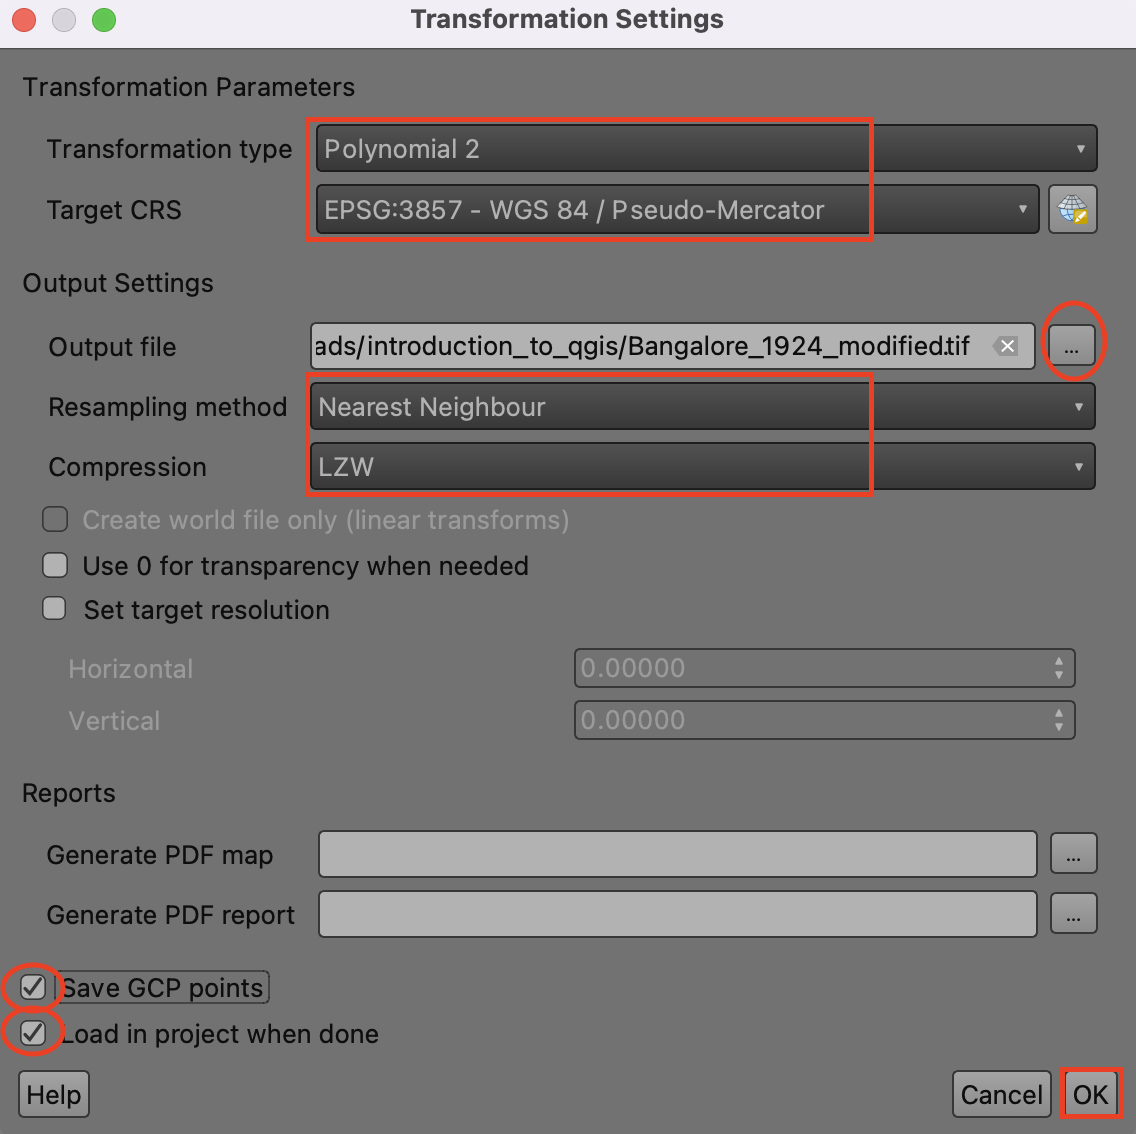 Transformation Settings
Transformation Parameters
Transformation type Polynomial 2
Target CRS EPSG:3857 - WGS 84 / Pseudo-Mercator
Output Settings
Output file ads/introduction_to_qgis/Bangalore_1924_modified.tif ...
Resampling method Nearest Neighbour
Compression LZW
Create world file only (linear transforms)
Use 0 for transparency when needed
Set target resolution
Horizontal 0.00000
Vertical 0.00000
Reports
Generate PDF map ...
Generate PDF report ...
Save GCP points
Load in project when done
Help Cancel OK